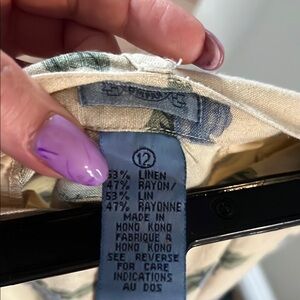 12
53% LINEN
47% RAYON/
53% LIN
47% RAYONNE
MADE IN
HONG KONG
FABRIQUE A
HONG KONG
SEE REVERSE
FOR CARE
INDICATIONS
AU DOS